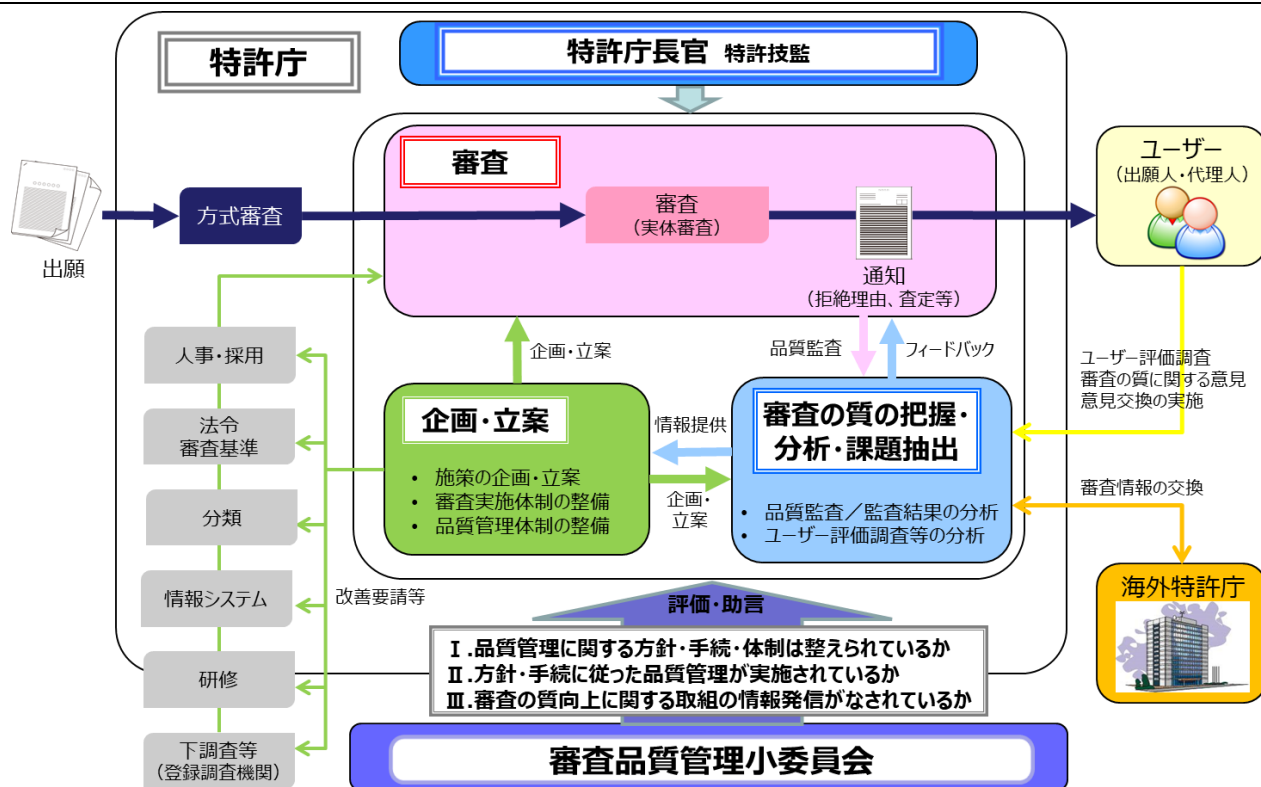 特許庁
特許庁長官 特許技監
審査
出願
方式審査
審査
(実体審査)
通知
(拒絶理由、査定等)
ユーザー
(出願人・代理人)
人事・採用
法令
審査基準
分類
情報システム
研修
下調査等
(登録調査機関)
改善要請等
企画・立案
品質監査
フィードバック
企画・立案
• 施策の企画・立案
• 審査実施体制の整備
• 品質管理体制の整備
情報提供
企画・
立案
審査の質の把握・
分析・課題抽出
• 品質監査/監査結果の分析
• ユーザー評価調査等の分析
ユーザー評価調査
審査の質に関する意見
意見交換の実施
審査情報の交換
海外特許庁
評価・助言
Ⅰ.品質管理に関する方針・手続・体制は整えられているか
Ⅱ.方針・手続に従った品質管理が実施されているか
Ⅲ.審査の質向上に関する取組の情報発信がなされているか
審査品質管理小委員会